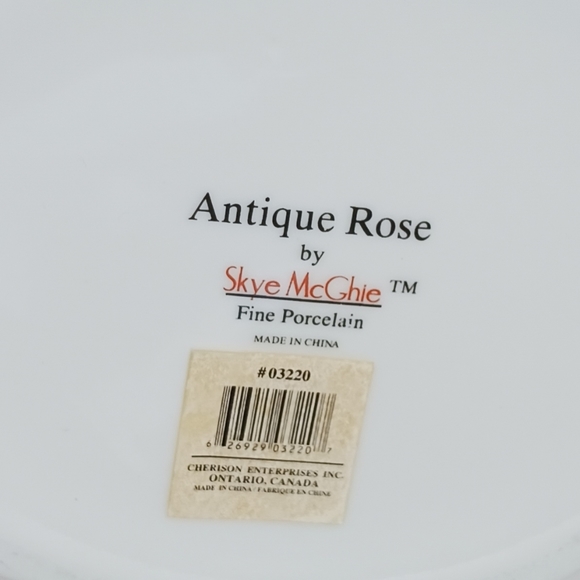 Antique Rose
by
Skye McGhie ™
Fine Porcelain
MADE IN CHINA
#03220
6 26929 03220 7
CHERISON ENTERPRISES INC.
ONTARIO, CANADA
MADE IN CHINA / FABRIQUE EN CHINE